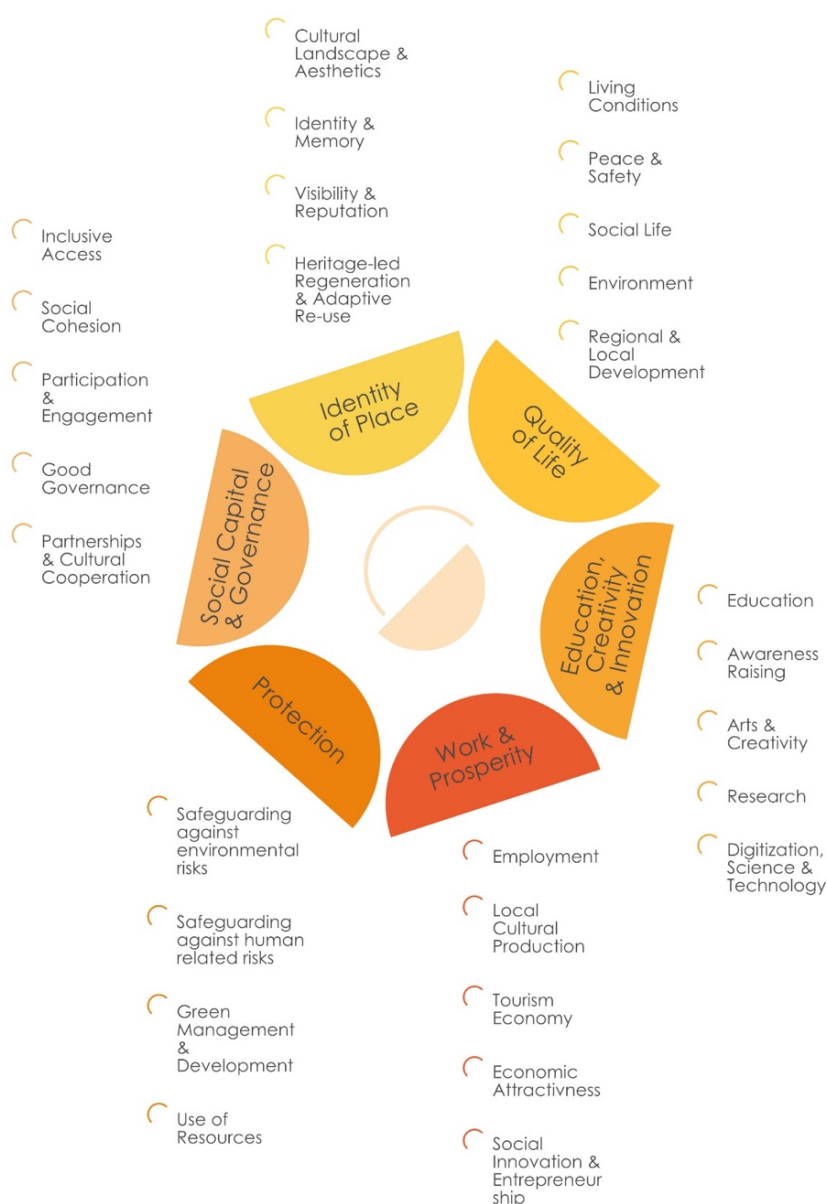 Cultural
Landscape &
Aesthetics
Identity &
Memory
Visibility &
Reputation
Heritage-led
Regeneration
& Adaptive
Re-use
Living
Conditions
Peace &
Safety
Social Life
Environment
Regional &
Local
Development
Inclusive
Access
Social
Cohesion
Participation
&
Engagement
Good
Governance
Partnerships
& Cultural
Cooperation
Identity
of Place
Quality
of Life
Social Capital
& Governance
Education,
Creativity
& Innovation
Protection
Work &
Prosperity
Education
Awareness
Raising
Arts &
Creativity
Research
Digitization,
Science &
Technology
Safeguarding
against
environmental
risks
Safeguarding
against human
related risks
Green
Management
&
Development
Use of
Resources
Employment
Local
Cultural
Production
Tourism
Economy
Economic
Attractivness
Social
Innovation &
Entrepreneur
ship